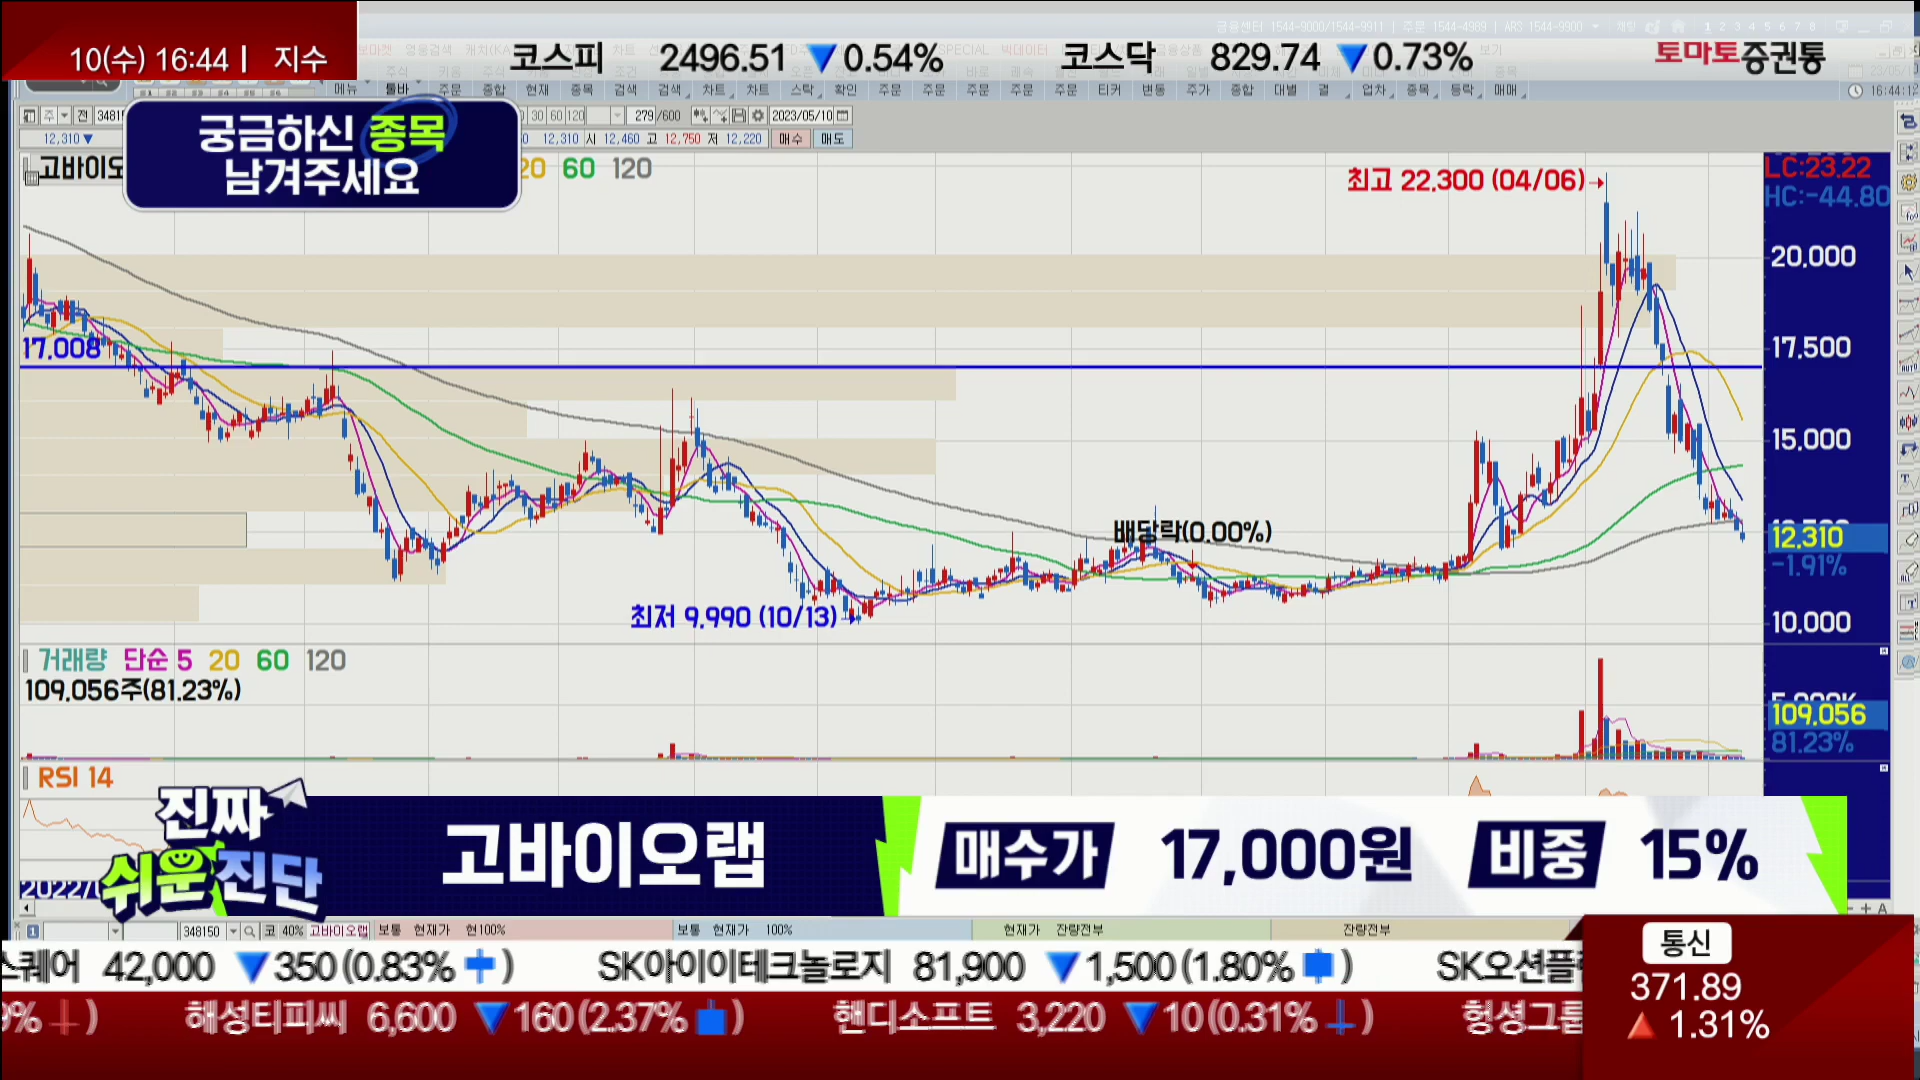 10(수) 16:44 | 지수
코스피 2496.51 ▼0.54%
코스닥 829.74 ▼0.73%
토마토증권통
궁금하신 종목
남겨주세요
279/600
2023/05/10
12,310▼
12,310 시 12,460 고 12,750 저 12,220
매수 매도
고바이오
20 60 120
최고 22,300 (04/06)
LC:23.22
HC:-44.80
20,000
17,500
15,000
12,310
-1.91%
10,000
17,008
배당락(0.00%)
최저 9,990 (10/13)
거래량 단순 5 20 60 120
109,056주(81.23%)
109,056
81.23%
RSI 14
진짜
쉬운진단
고바이오랩
매수가 17,000원
비중 15%
348150 코 40% 고바이오랩 보통 현재가 현100%
보통 현재가 100%
현재가 잔량전부
잔량전부
스퀘어 42,000 ▼350(0.83% ) SK아이이테크놀로지 81,900 ▼1,500(1.80% ) SK오션플
9% ) 해성티피씨 6,600 ▼160(2.37% ) 핸디소프트 3,220 ▼10(0.31% ) 헝셩그룹
통신
371.89
▲1.31%